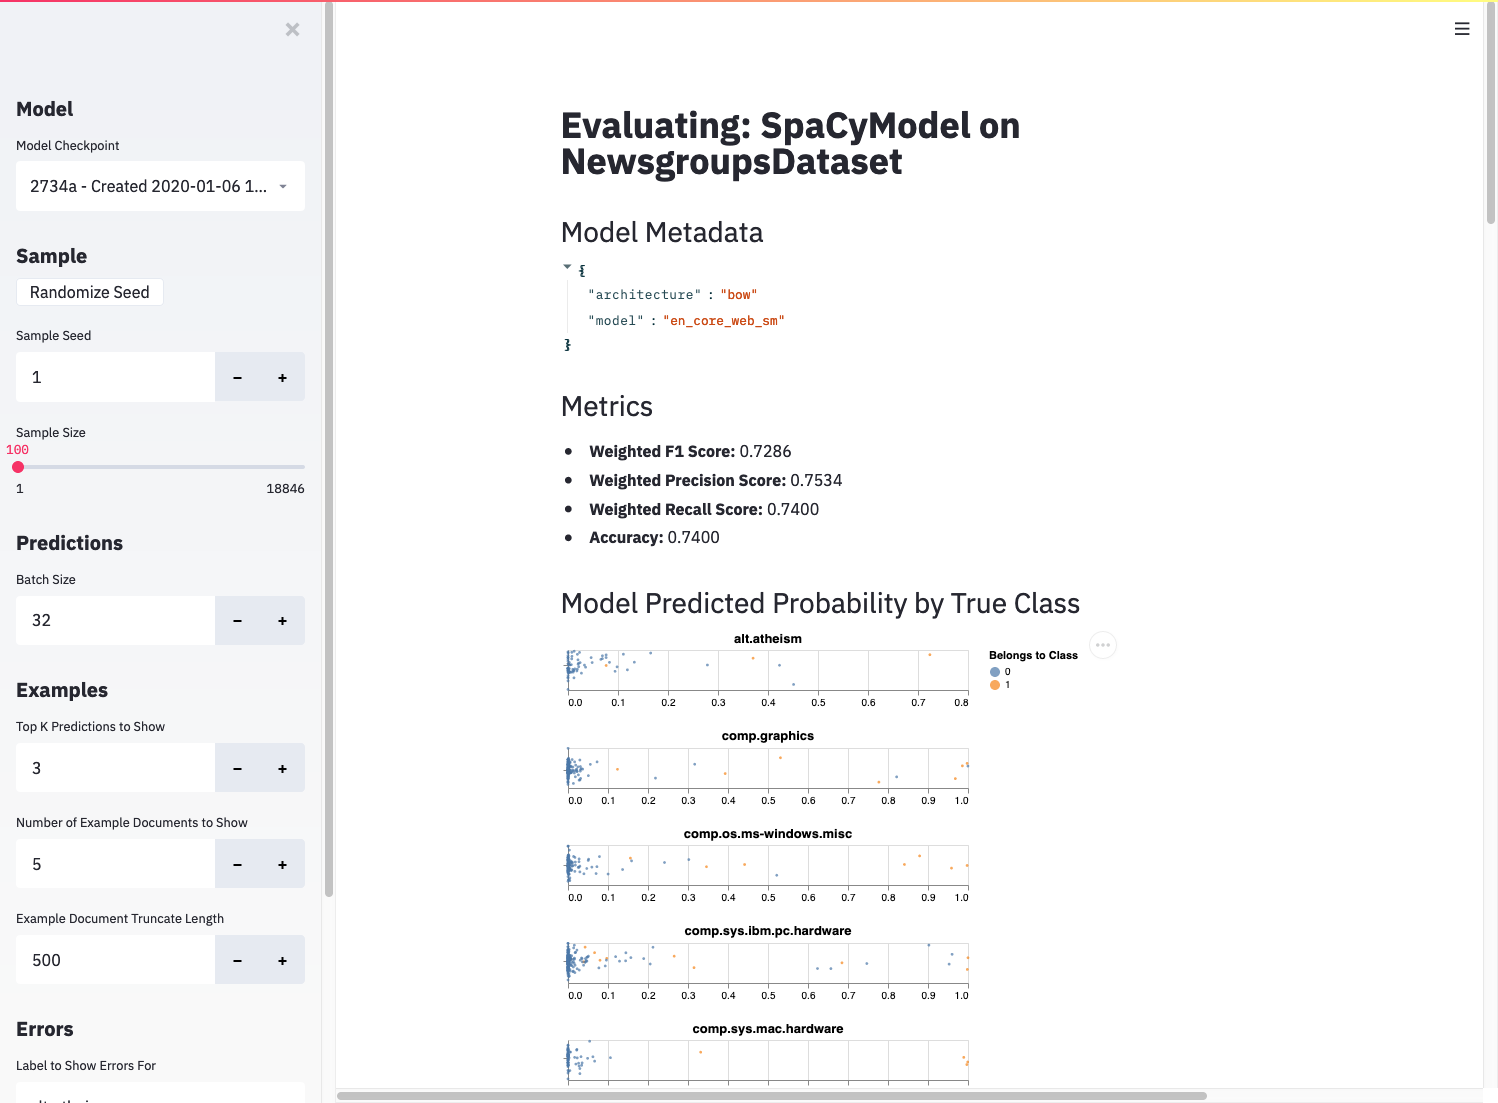 Model
Model Checkpoint
2734a - Created 2020-01-06 1...
Sample
Randomize Seed
Sample Seed
1
- +
Sample Size
100
1 18846
Predictions
Batch Size
32
- +
Examples
Top K Predictions to Show
3
- +
Number of Example Documents to Show
5
- +
Example Document Truncate Length
500
- +
Errors
Label to Show Errors For
Evaluating: SpaCyModel on
NewsgroupsDataset
Model Metadata
{
"architecture" : "bow"
"model" : "en_core_web_sm"
}
Metrics
• Weighted F1 Score: 0.7286
• Weighted Precision Score: 0.7534
• Weighted Recall Score: 0.7400
• Accuracy: 0.7400
Model Predicted Probability by True Class
alt.atheism
0.0 0.1 0.2 0.3 0.4 0.5 0.6 0.7 0.8
Belongs to Class
0
1
comp.graphics
0.0 0.1 0.2 0.3 0.4 0.5 0.6 0.7 0.8 0.9 1.0
comp.os.ms-windows.misc
0.0 0.1 0.2 0.3 0.4 0.5 0.6 0.7 0.8 0.9 1.0
comp.sys.ibm.pc.hardware
0.0 0.1 0.2 0.3 0.4 0.5 0.6 0.7 0.8 0.9 1.0
comp.sys.mac.hardware